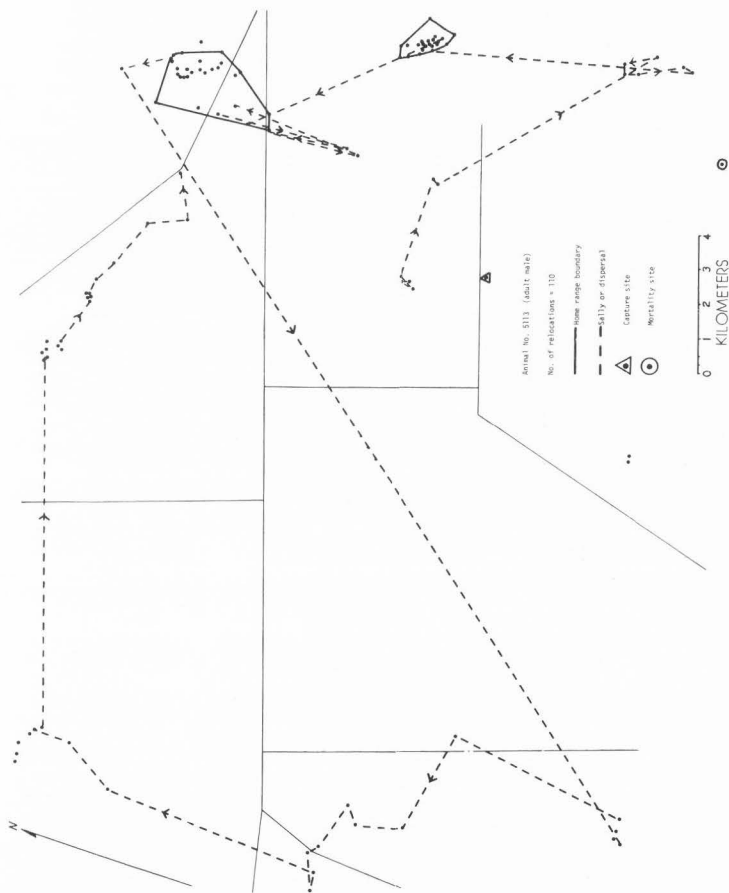 N
Animal No. 5113 (adult male)
No. of relocations = 110
Home range boundary
Sally or dispersal
Capture site
Mortality site
0 1 2 3 4
KILOMETERS